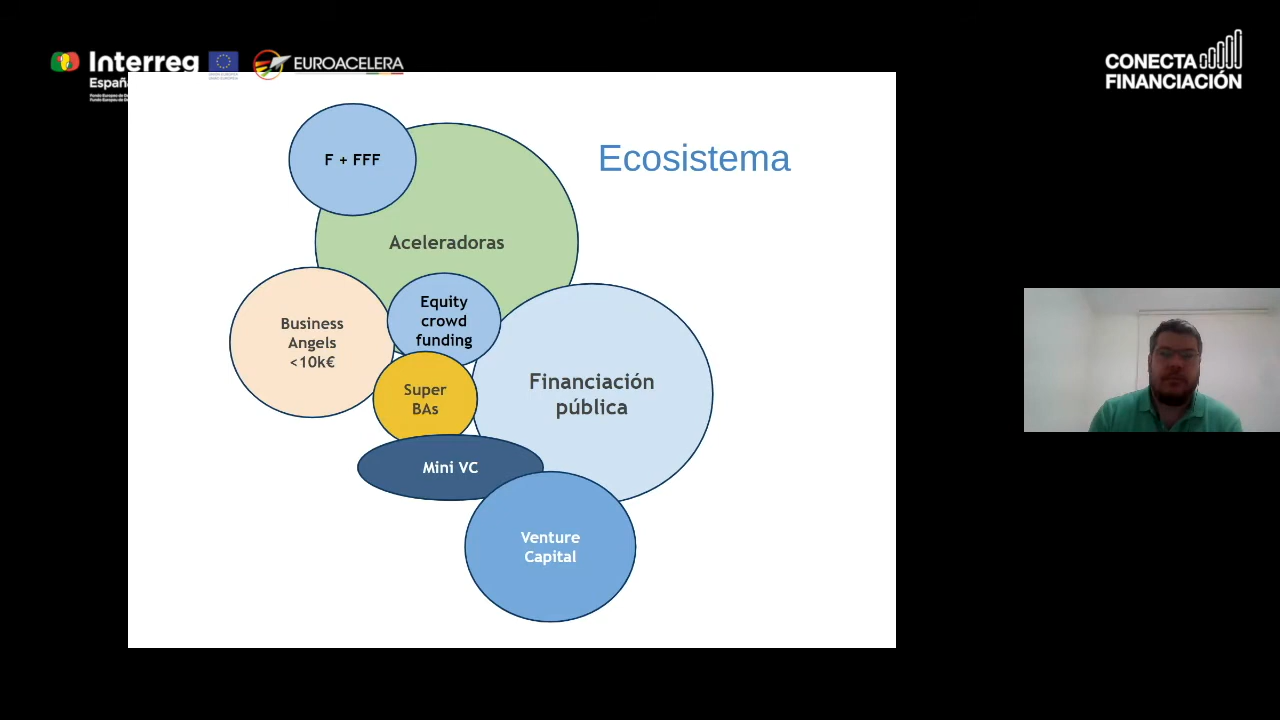 Interreg
España
EUROACELERA
CONECTA
FINANCIACIÓN
Ecosistema
F + FFF
Aceleradoras
Equity
crowd
funding
Business
Angels
<10k€
Super
BAs
Financiación
pública
Mini VC
Venture
Capital